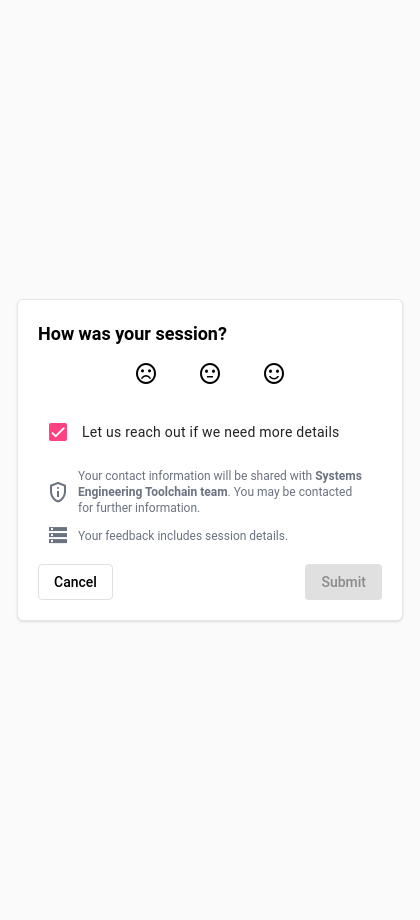 How was your session?
Let us reach out if we need more details
Your contact information will be shared with Systems
Engineering Toolchain team. You may be contacted
for further information.
Your feedback includes session details.
Cancel
Submit